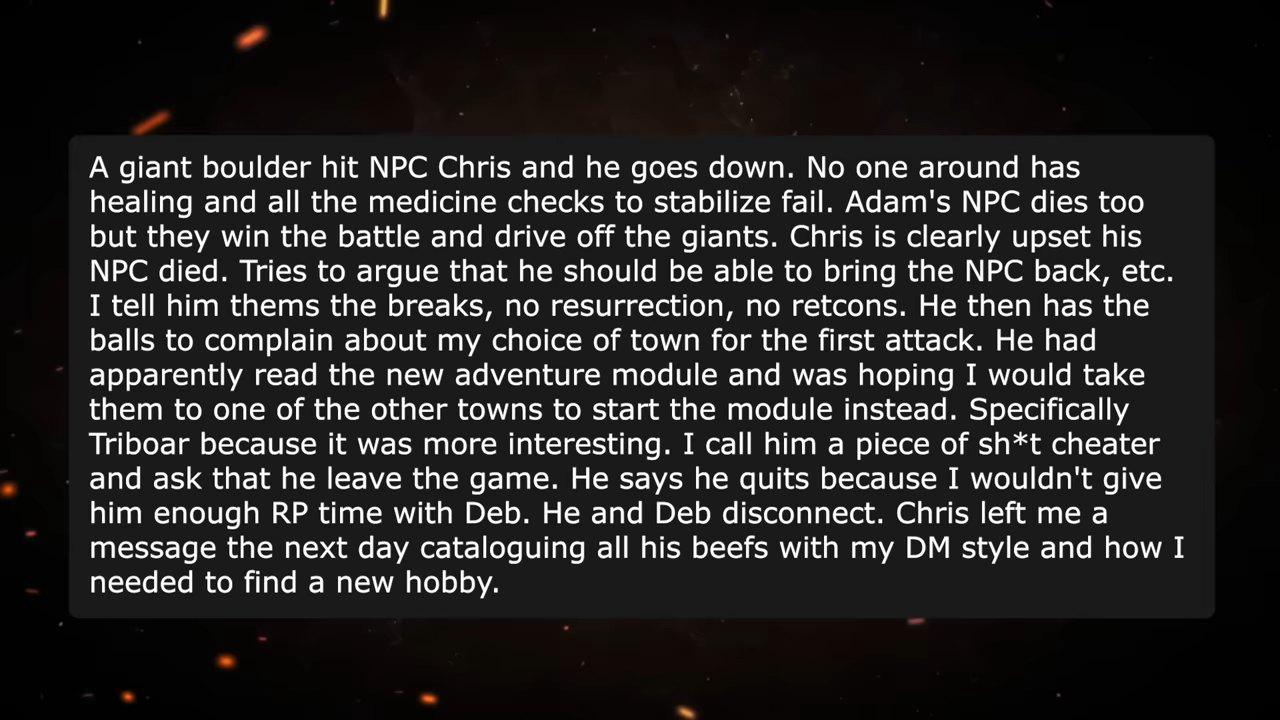 A giant boulder hit NPC Chris and he goes down. No one around has
healing and all the medicine checks to stabilize fail. Adam's NPC dies too
but they win the battle and drive off the giants. Chris is clearly upset his
NPC died. Tries to argue that he should be able to bring the NPC back, etc.
I tell him thems the breaks, no resurrection, no retcons. He then has the
balls to complain about my choice of town for the first attack. He had
apparently read the new adventure module and was hoping I would take
them to one of the other towns to start the module instead. Specifically
Triboar because it was more interesting. I call him a piece of sh*t cheater
and ask that he leave the game. He says he quits because I wouldn't give
him enough RP time with Deb. He and Deb disconnect. Chris left me a
message the next day cataloguing all his beefs with my DM style and how I
needed to find a new hobby.